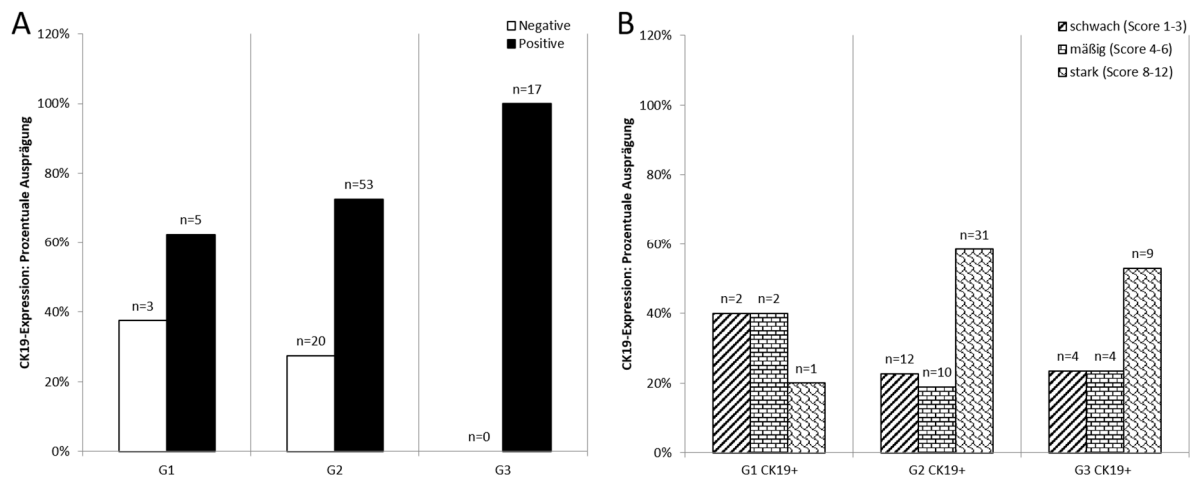 A
CK19-Expression: Prozentuale Ausprägung
120%
100%
80%
60%
40%
20%
0%
Negative
Positive
n=3
n=5
n=20
n=53
n=0
n=17
G1
G2
G3
B
CK19-Expression: Prozentuale Ausprägung
120%
100%
80%
60%
40%
20%
0%
schwach (Score 1-3)
mäßig (Score 4-6)
stark (Score 8-12)
n=2
n=2
n=1
n=12
n=10
n=31
n=4
n=4
n=9
G1 CK19+
G2 CK19+
G3 CK19+